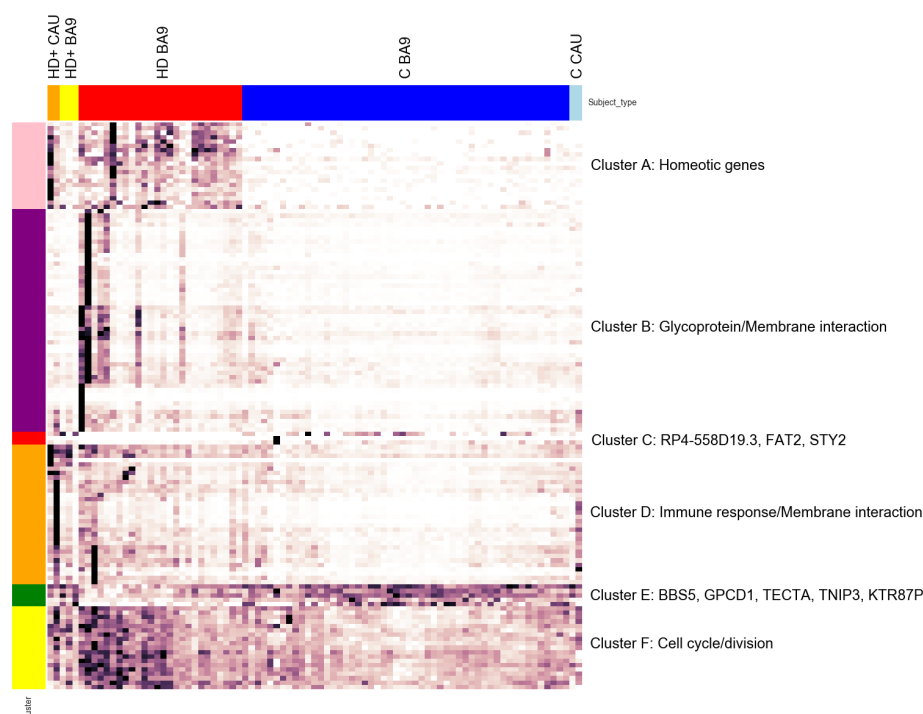 HD+ CAU
HD+ BA9
HD BA9
C BA9
C CAU
Subject_type
Cluster A: Homeotic genes
Cluster B: Glycoprotein/Membrane interaction
Cluster C: RP4-558D19.3, FAT2, STY2
Cluster D: Immune response/Membrane interaction
Cluster E: BBS5, GPCD1, TECTA, TNIP3, KTR87P
Cluster F: Cell cycle/division
uster